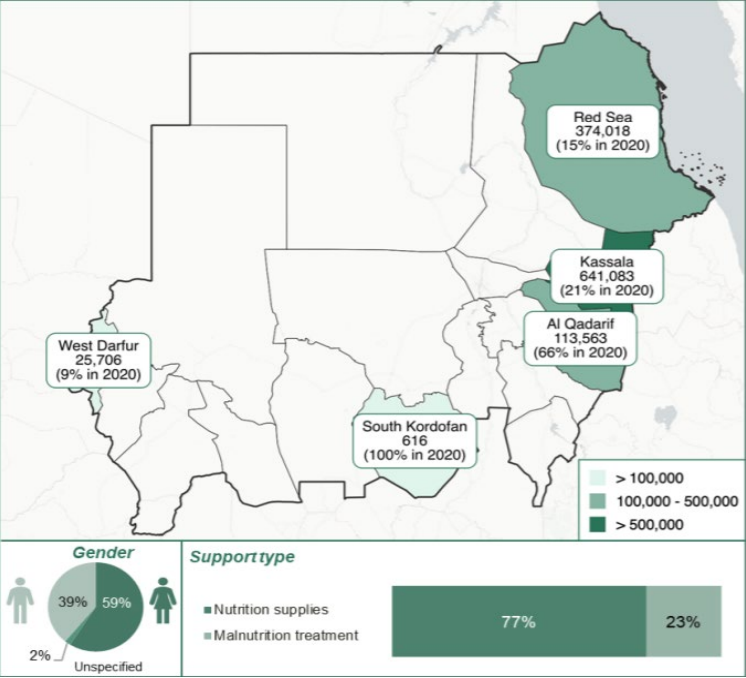 Red Sea
374,018
(15% in 2020)
Kassala
641,083
(21% in 2020)
Al Qadarif
113,563
(66% in 2020)
West Darfur
25,706
(9% in 2020)
South Kordofan
616
(100% in 2020)
> 100,000
100,000 - 500,000
> 500,000
Gender
39%
59%
2%
Unspecified
Support type
Nutrition supplies
Malnutrition treatment
77%
23%